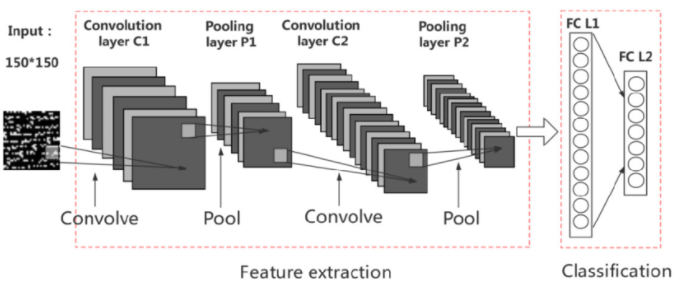 Input :
150*150
Convolution
layer C1
Pooling
layer P1
Convolution
layer C2
Pooling
layer P2
FC L1
FC L2
Convolve
Pool
Convolve
Pool
Feature extraction
Classification